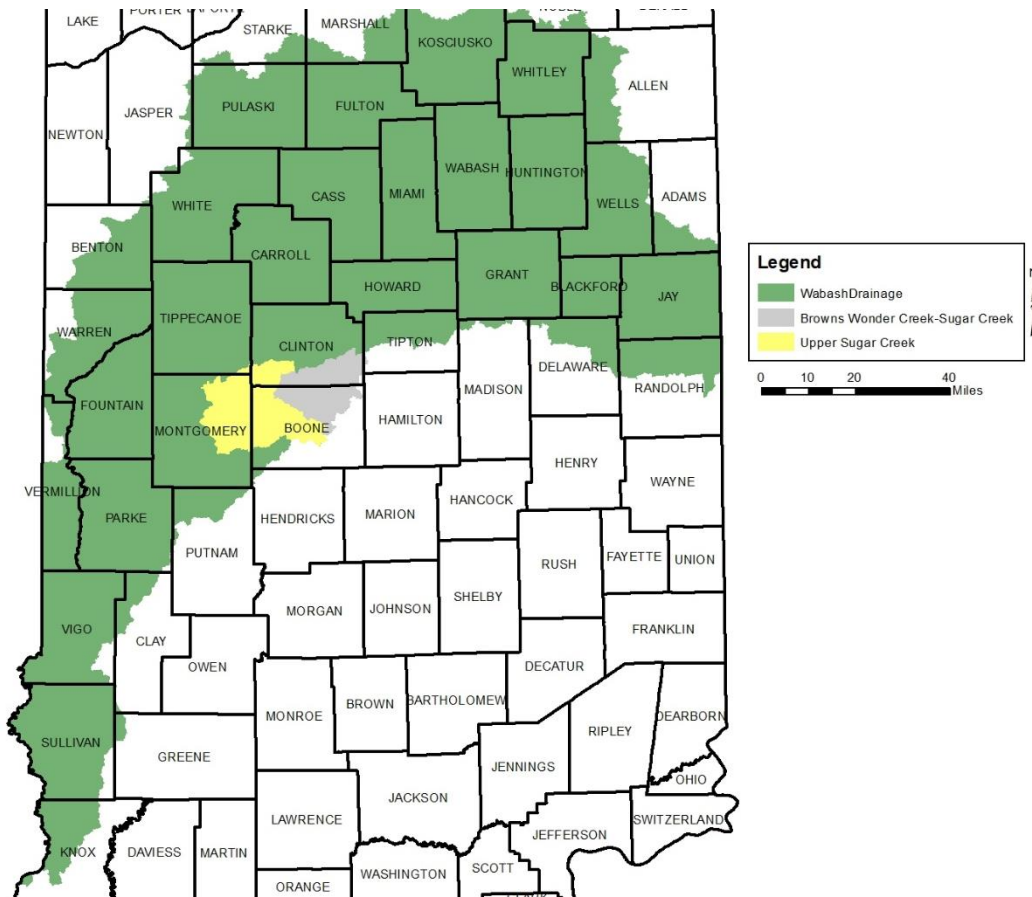 LAKE
PORTER
LAPORTE
STARKE
MARSHALL
KOSCIUSKO
NOBLE
WHITLEY
ALLEN
NEWTON
JASPER
PULASKI
FULTON
WABASH
HUNTINGTON
WHITE
CASS
MIAMI
WELLS
ADAMS
BENTON
CARROLL
GRANT
BLACKFORD
JAY
HOWARD
WARREN
TIPPECANOE
CLINTON
TIPTON
DELAWARE
RANDOLPH
MADISON
FOUNTAIN
MONTGOMERY
BOONE
HAMILTON
HENRY
WAYNE
VERMILLION
PARKE
HENDRICKS
MARION
HANCOCK
PUTNAM
RUSH
FAYETTE
UNION
MORGAN
JOHNSON
SHELBY
VIGO
CLAY
OWEN
FRANKLIN
DECATUR
MONROE
BROWN
BARTHOLOMEW
SULLIVAN
GREENE
RIPLEY
DEARBORN
JENNINGS
OHIO
JACKSON
LAWRENCE
SWITZERLAND
JEFFERSON
KNOX
DAVIESS
MARTIN
WASHINGTON
SCOTT
ORANGE
Legend
WabashDrainage
Browns Wonder Creek-Sugar Creek
Upper Sugar Creek
0 10 20 40
Miles